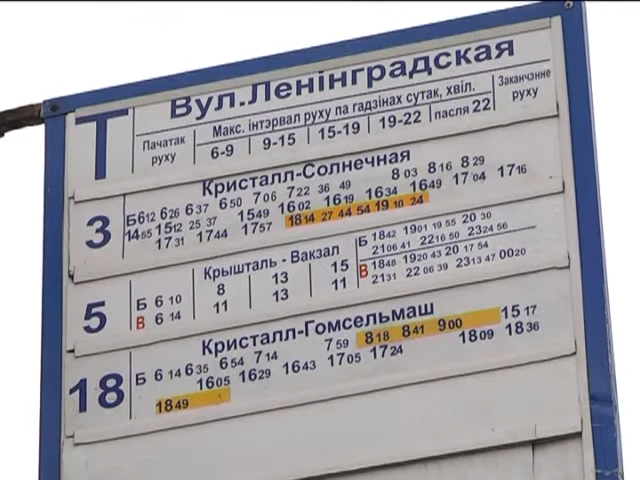 Вул.Ленінградская
Т
Пачатак руху
Макс. інтэрвал руху па гадзінах сутак, хвіл.
Заканчэнне руху
6-9 9-15 15-19 19-22 пасля 22
Кристалл-Солнечная
3
Б 6 12 6 26 6 37 6 50 7 06 7 22 36 49 8 03 8 16 8 29
14 55 15 12 25 37 15 49 16 02 16 19 16 34 16 49 17 04 17 16
17 31 17 44 17 57 18 14 27 44 54 19 10 24
Крышталь - Вакзал
5
Б 6 10 8 13 15 Б 18 42 19 01 19 55 20 30
21 06 41 22 16 50 23 24 56
В 6 14 11 13 11 В 18 48 19 20 43 20 17 54
21 31 22 06 39 23 13 47 00 20
Кристалл-Гомсельмаш
18
Б 6 14 6 35 6 54 7 14 7 59 8 18 8 41 9 00 15 17
16 05 16 29 16 43 17 05 17 24 18 09 18 36
18 49